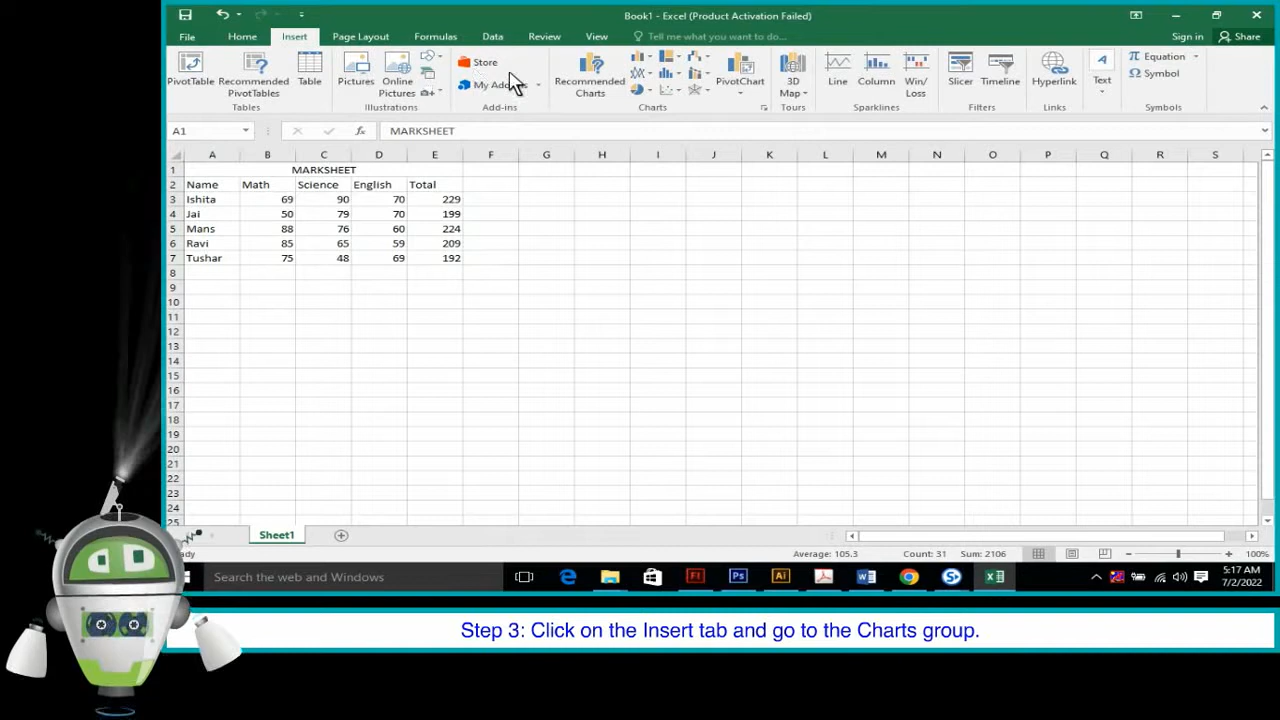 Book1 - Excel (Product Activation Failed)
File Home Insert Page Layout Formulas Data Review View Tell me what you want to do... Sign in Share
PivotTable Recommended PivotTables Table Pictures Online Pictures Store Recommended Charts PivotChart 3D Map Line Column Win/Loss Slicer Timeline Hyperlink Text Equation Symbol
Tables Illustrations Add-ins Charts Tours Sparklines Filters Links Symbols
A1 fx MARKSHEET
A B C D E F G H I J K L M N O P Q R S
1 MARKSHEET
2 Name Math Science English Total
3 Ishita 69 90 70 229
4 Jai 50 79 70 199
5 Mans 88 76 60 224
6 Ravi 85 65 59 209
7 Tushar 75 48 69 192
8
9
10
11
12
13
14
15
16
17
18
19
20
21
22
23
24
25
Sheet1
ady Average: 105.3 Count: 31 Sum: 2106 100%
Search the web and Windows 5:17 AM
7/2/2022
Step 3: Click on the Insert tab and go to the Charts group.